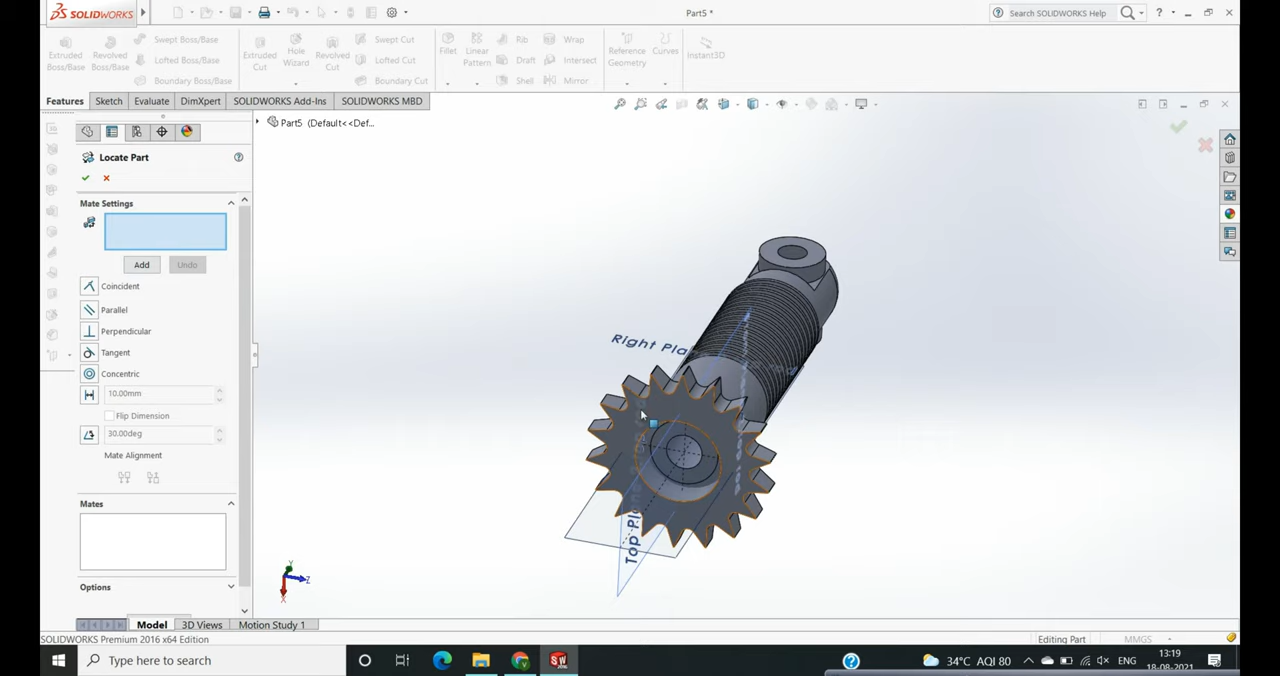 SOLIDWORKS
Part5 *
Search SOLIDWORKS Help
Extruded Boss/Base
Revolved Boss/Base
Swept Boss/Base
Lofted Boss/Base
Boundary Boss/Base
Extruded Cut
Hole Wizard
Revolved Cut
Swept Cut
Lofted Cut
Boundary Cut
Fillet
Linear Pattern
Rib
Draft
Shell
Wrap
Intersect
Mirror
Reference Geometry
Curves
Instant3D
Features
Sketch
Evaluate
DimXpert
SOLIDWORKS Add-Ins
SOLIDWORKS MBD
Part5 (Default<<Def...
Locate Part
Mate Settings
Add
Undo
Coincident
Parallel
Perpendicular
Tangent
Concentric
10.00mm
Flip Dimension
30.00deg
Mate Alignment
Mates
Options
Right Pla
Top Pl
Y
Z
X
Model
3D Views
Motion Study 1
SOLIDWORKS Premium 2016 x64 Edition
Editing Part
MMGS
Type here to search
34°C AQI 80
ENG
13:19
18-08-2021